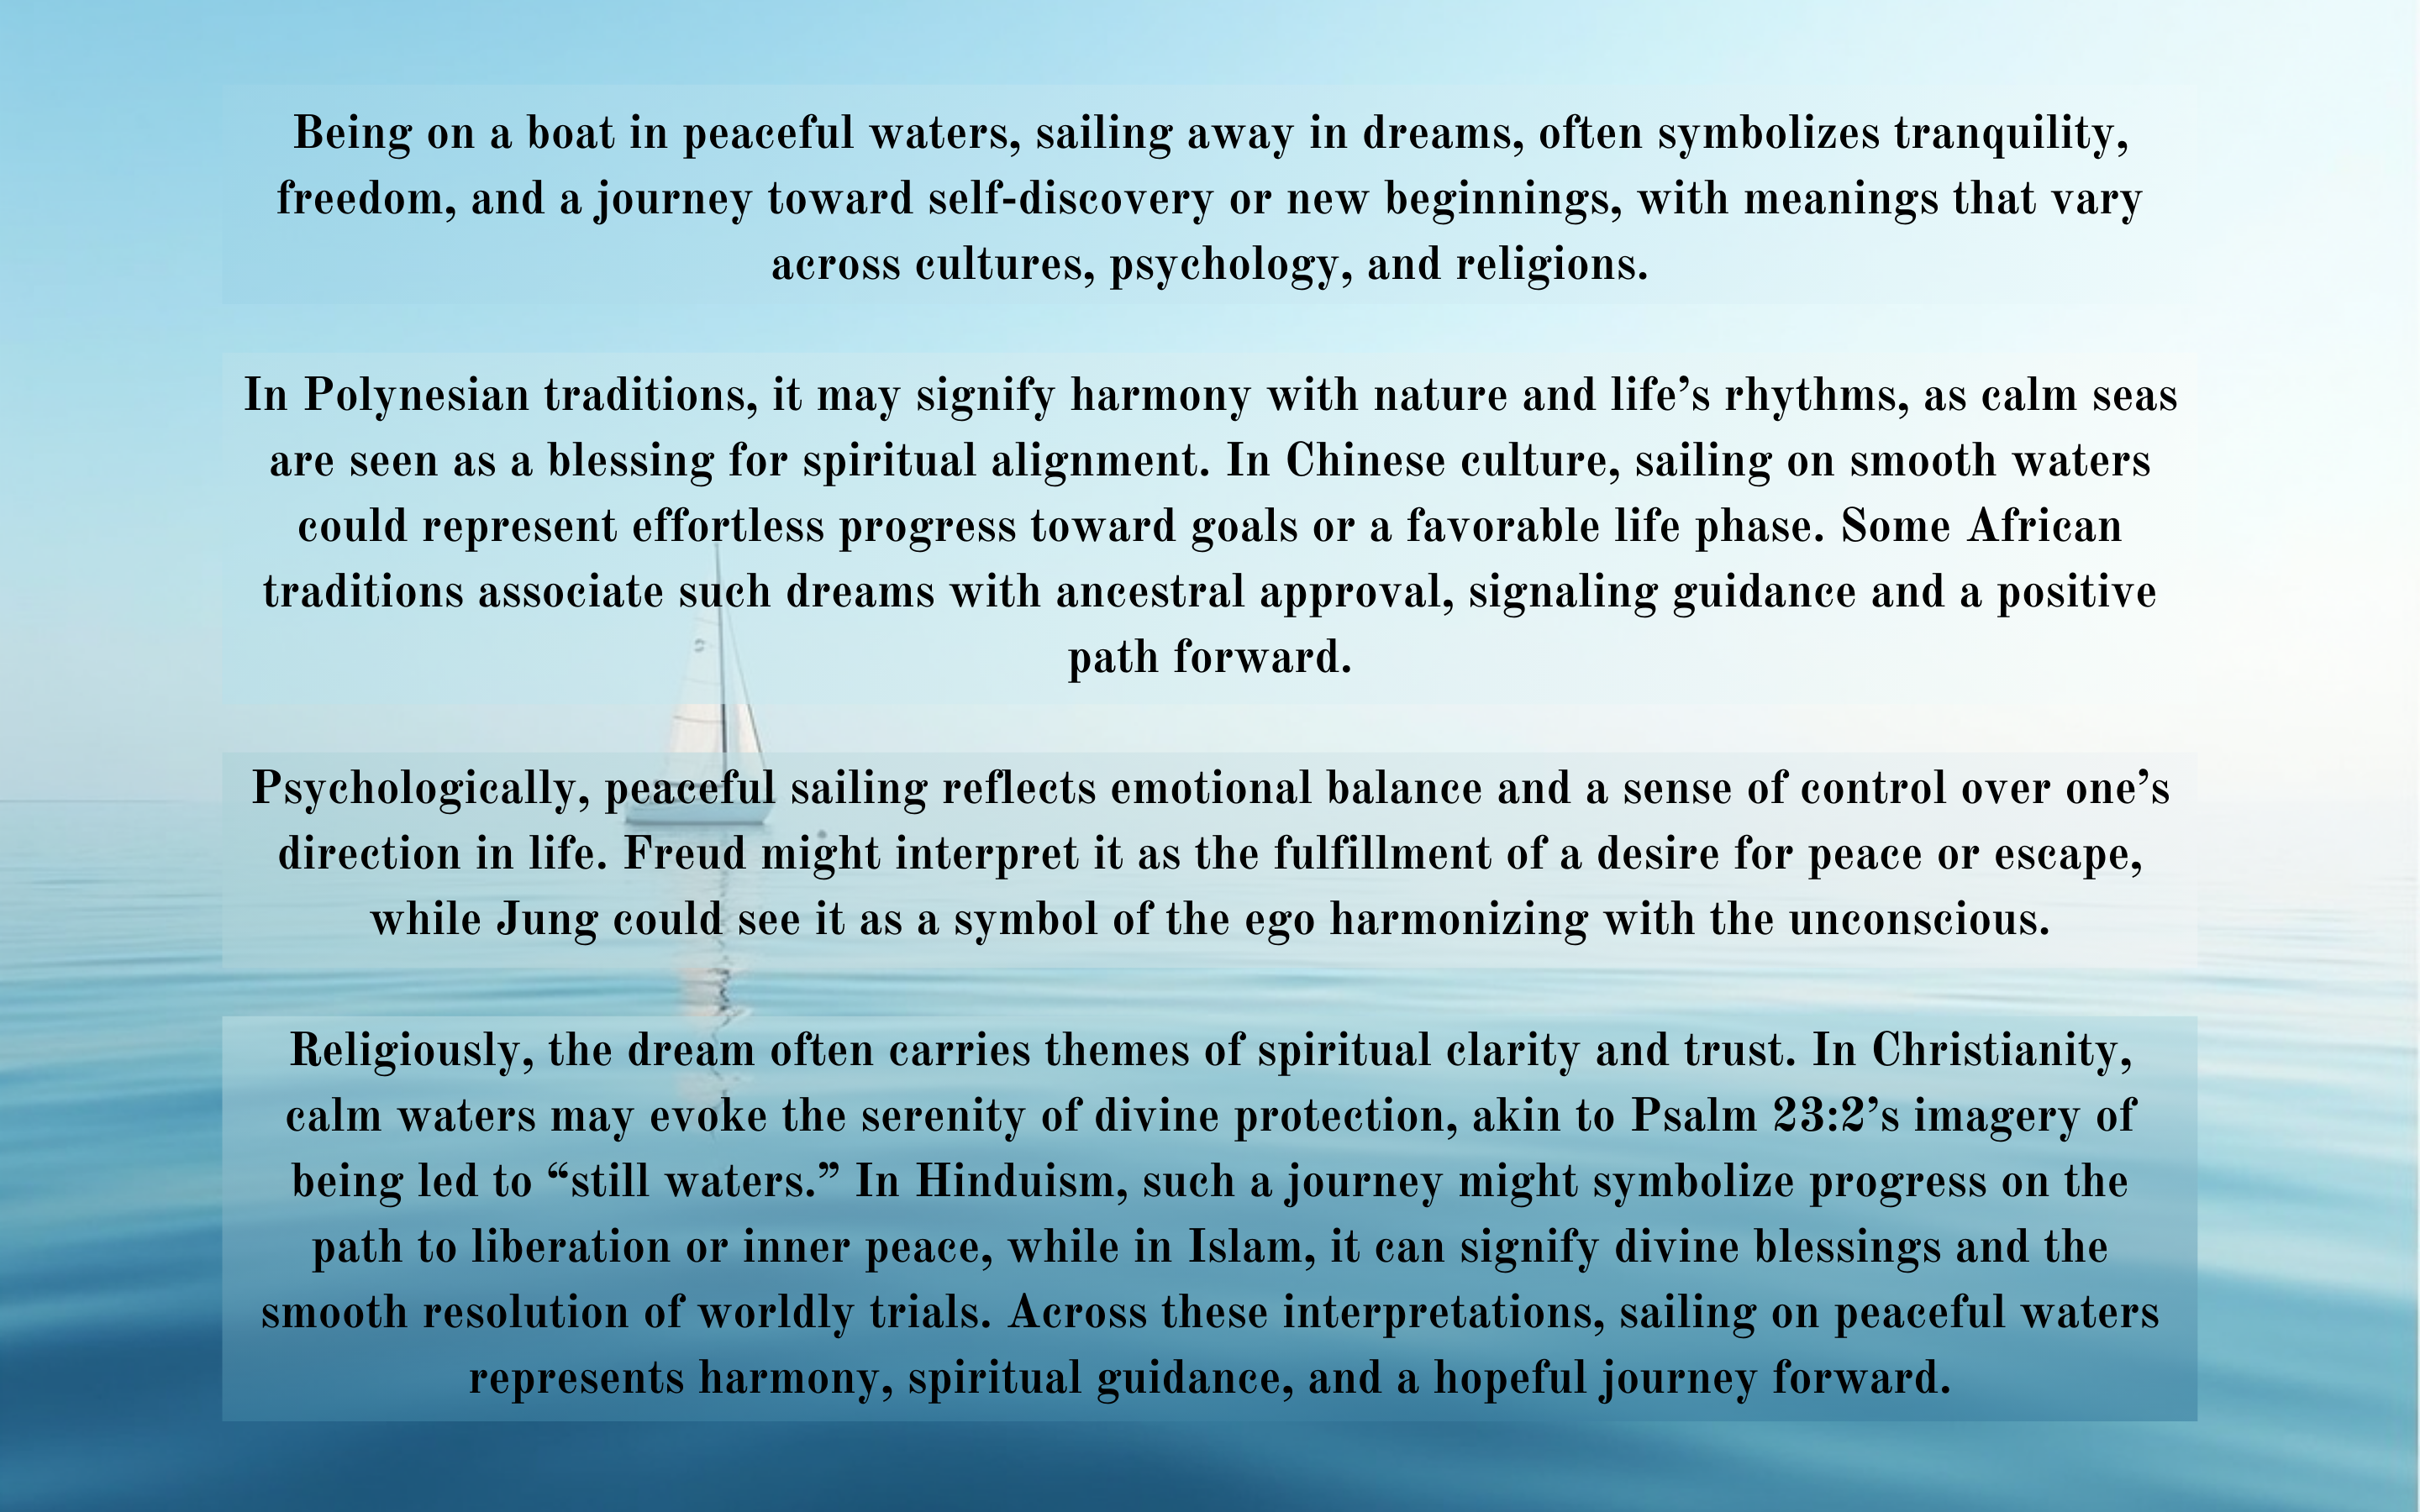 Being on a boat in peaceful waters, sailing away in dreams, often symbolizes tranquility,
freedom, and a journey toward self-discovery or new beginnings, with meanings that vary
across cultures, psychology, and religions.
In Polynesian traditions, it may signify harmony with nature and life’s rhythms, as calm seas
are seen as a blessing for spiritual alignment. In Chinese culture, sailing on smooth waters
could represent effortless progress toward goals or a favorable life phase. Some African
traditions associate such dreams with ancestral approval, signaling guidance and a positive
path forward.
Psychologically, peaceful sailing reflects emotional balance and a sense of control over one’s
direction in life. Freud might interpret it as the fulfillment of a desire for peace or escape,
while Jung could see it as a symbol of the ego harmonizing with the unconscious.
Religiously, the dream often carries themes of spiritual clarity and trust. In Christianity,
calm waters may evoke the serenity of divine protection, akin to Psalm 23:2’s imagery of
being led to “still waters.” In Hinduism, such a journey might symbolize progress on the
path to liberation or inner peace, while in Islam, it can signify divine blessings and the
smooth resolution of worldly trials. Across these interpretations, sailing on peaceful waters
represents harmony, spiritual guidance, and a hopeful journey forward.